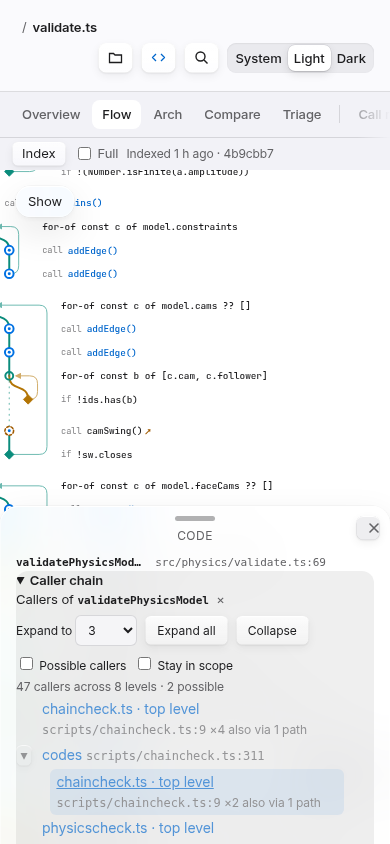 / validate.ts
System Light Dark
Overview Flow Arch Compare Triage Call
Index Full Indexed 1 h ago · 4b9cbb7
if !(Number.isFinite(a.amplitude))
Show
for-of const c of model.constraints
call addEdge()
call addEdge()
for-of const c of model.cams ?? []
call addEdge()
call addEdge()
for-of const b of [c.cam, c.follower]
if !ids.has(b)
call camSwing() ↗
if !sw.closes
for-of const c of model.faceCams ?? []
CODE ×
validatePhysicsMod… src/physics/validate.ts:69
▼ Caller chain
Callers of validatePhysicsModel ×
Expand to 3 Expand all Collapse
Possible callers Stay in scope
47 callers across 8 levels · 2 possible
chaincheck.ts · top level
scripts/chaincheck.ts:9 ×4 also via 1 path
▼ codes scripts/chaincheck.ts:311
chaincheck.ts · top level
scripts/chaincheck.ts:9 ×2 also via 1 path
physicscheck.ts · top level